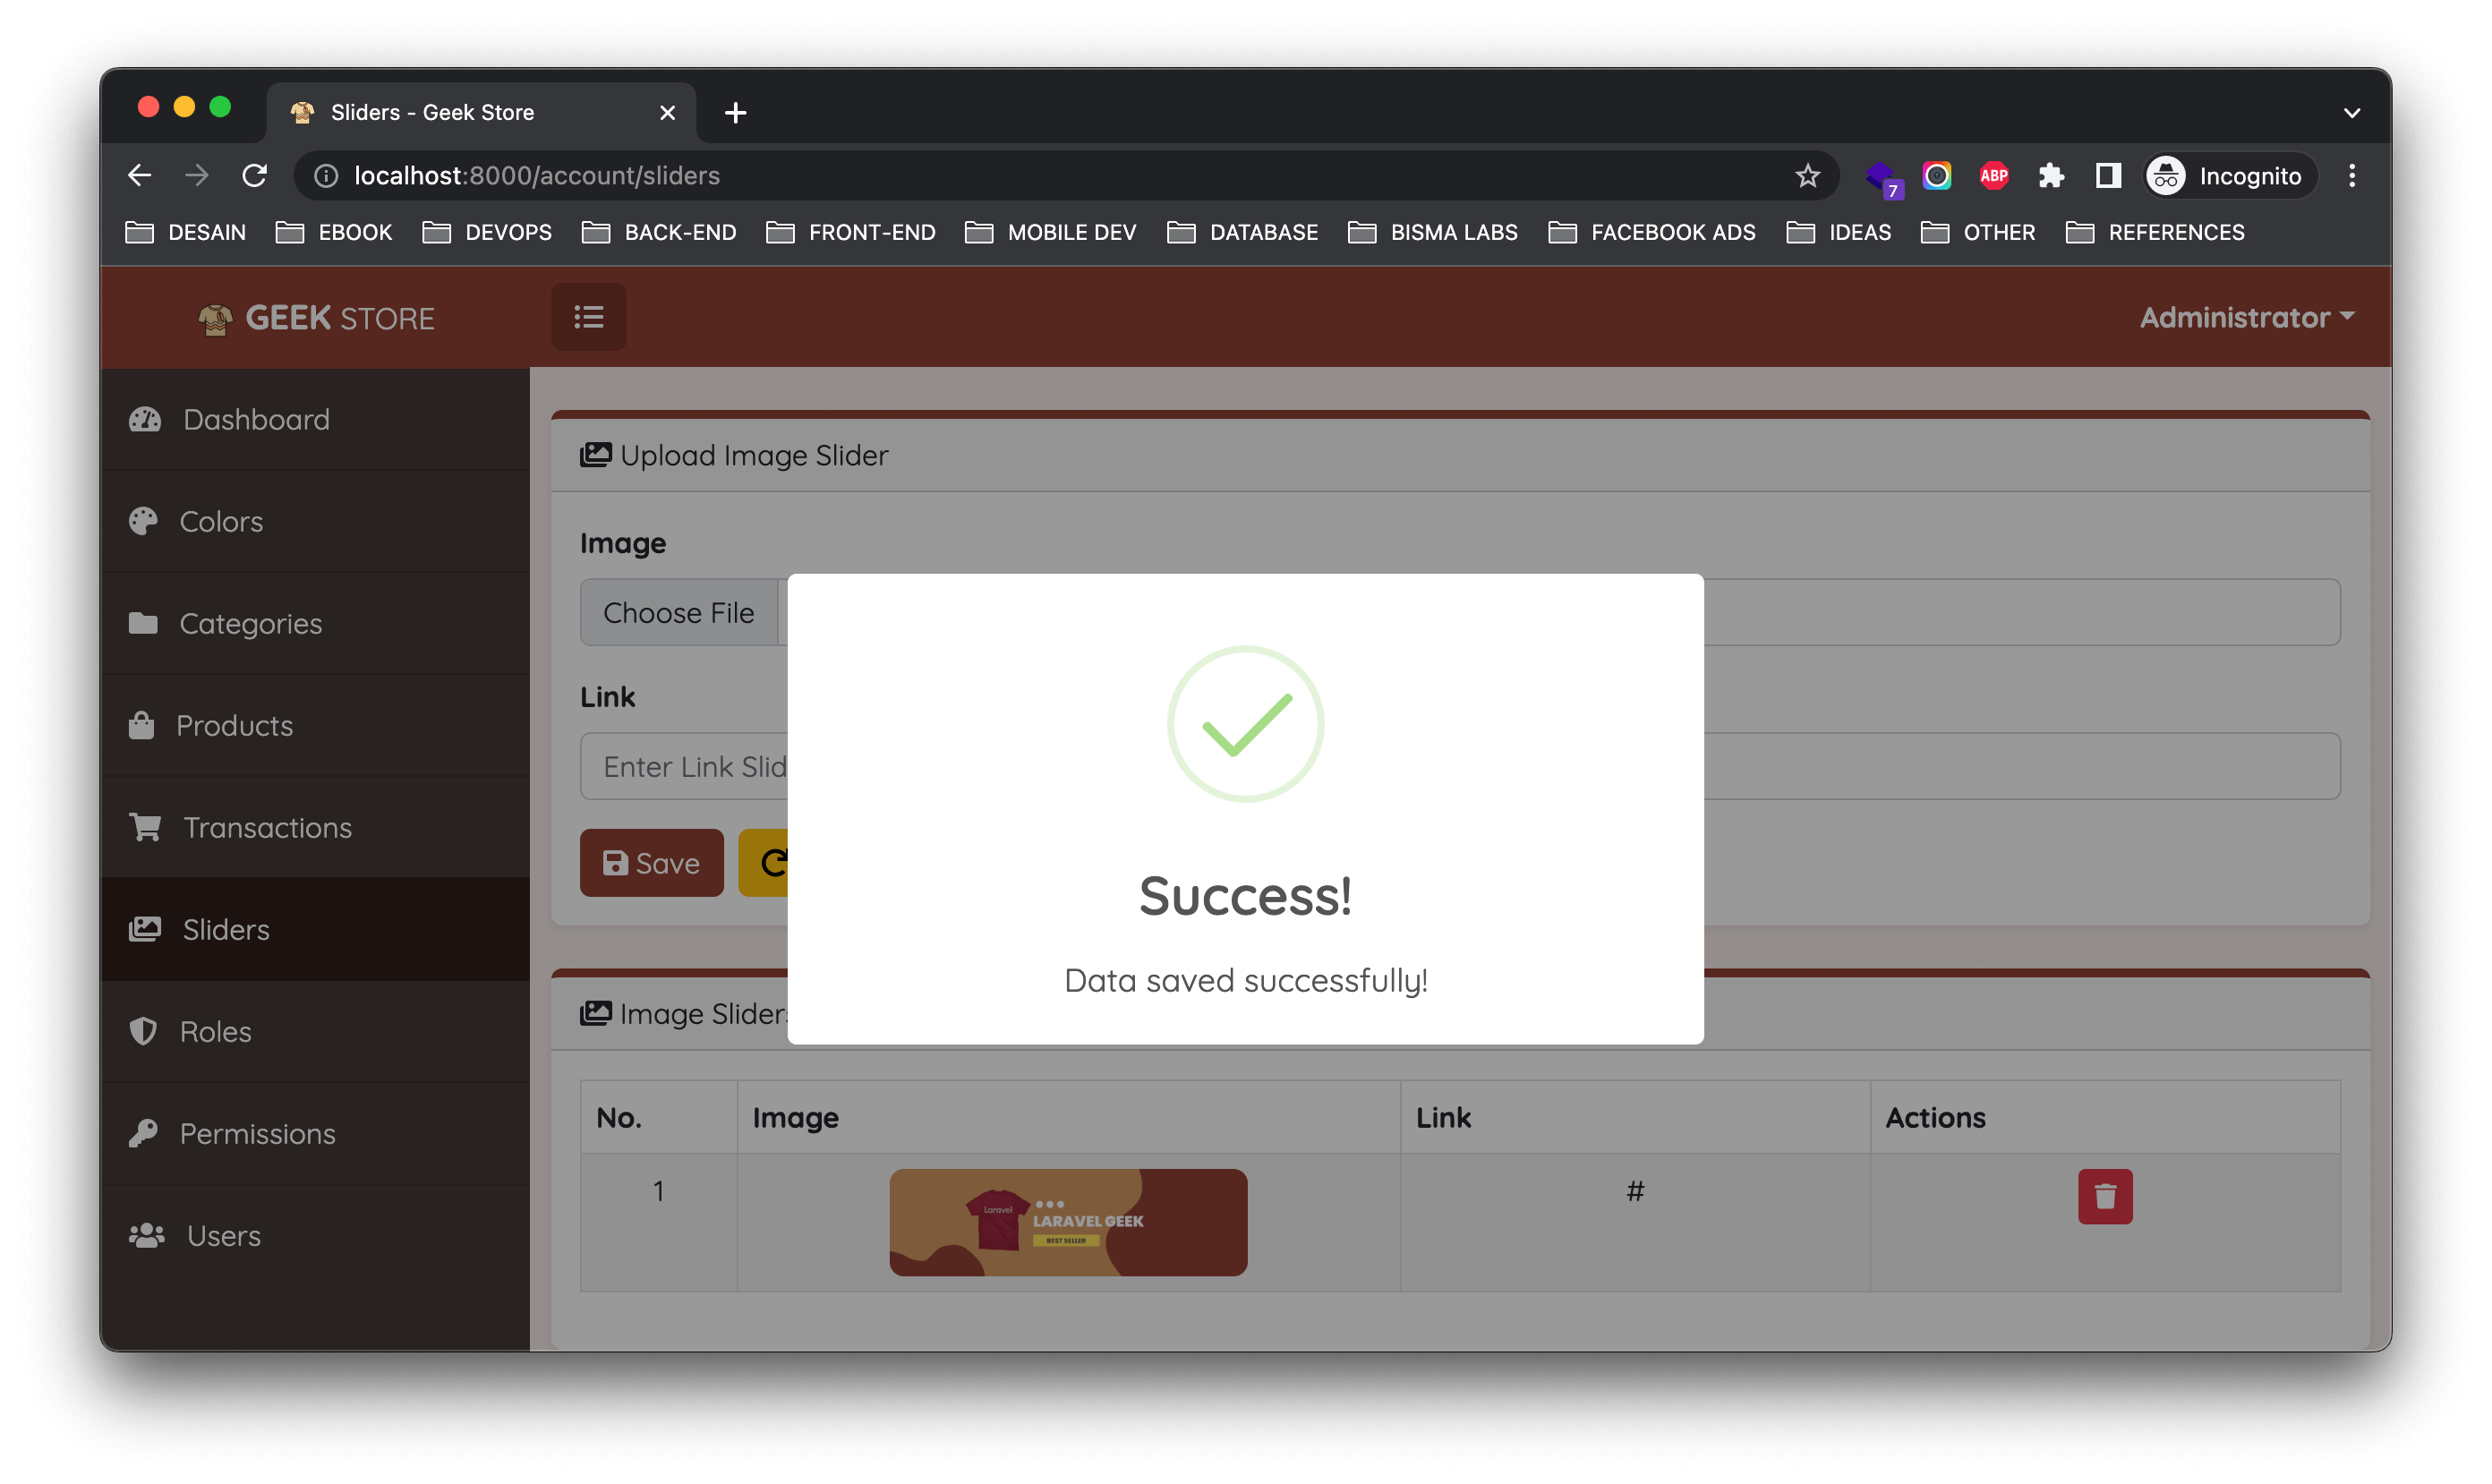 Sliders - Geek Store
localhost:8000/account/sliders
7
ABP
Incognito
DESAIN EBOOK DEVOPS BACK-END FRONT-END MOBILE DEV DATABASE BISMA LABS FACEBOOK ADS IDEAS OTHER REFERENCES
GEEK STORE
Administrator
Dashboard
Colors
Categories
Products
Transactions
Sliders
Roles
Permissions
Users
Upload Image Slider
Image
Choose File
Link
Enter Link Slid
Save
Success!
Data saved successfully!
Image Sliders
No. Image Link Actions
1 #
Laravel
LARAVEL GEEK
BEST SELLER